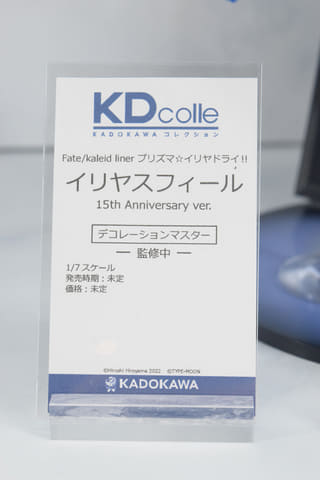 KDcolle
KADOKAWA コレクション
Fate/kaleid liner プリズマ☆イリヤドライ!!
イリヤスフィール
15th Anniversary ver.
デコレーションマスター
― 監修中 ―
1/7 スケール
発売時期：未定
価格：未定
©Hiroshi Hiroyama 2022 ©TYPE-MOON
KADOKAWA